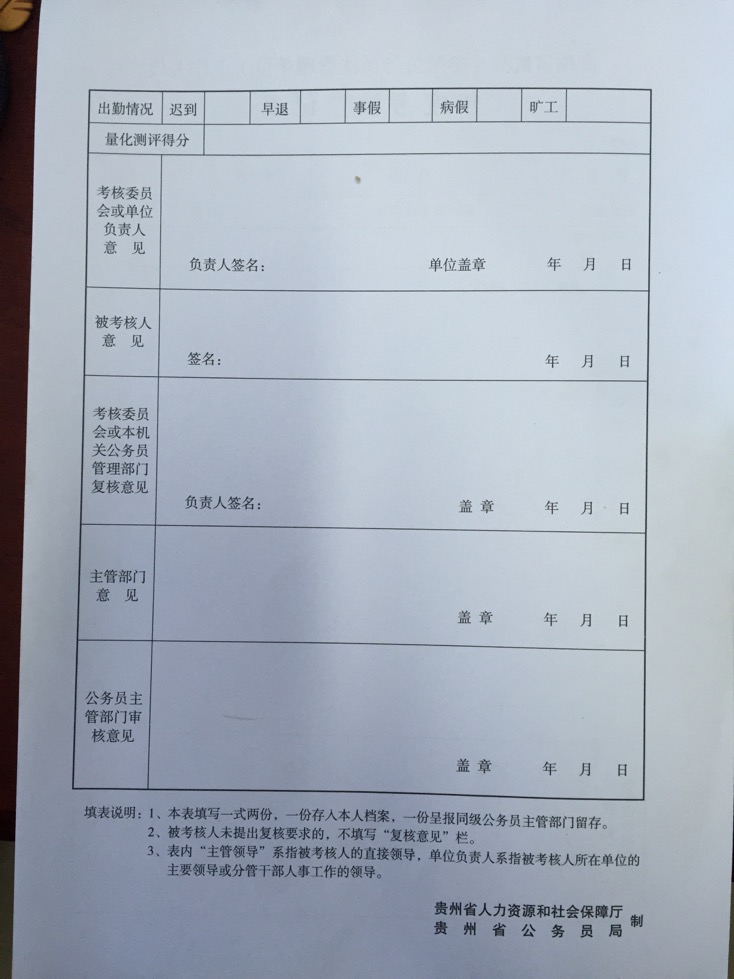 出勤情况 迟到 早退 事假 病假 旷工
量化测评得分
考核委员
会或单位
负责人
意 见
负责人签名： 单位盖章 年 月 日
被考核人
意 见
签名： 年 月 日
考核委员
会或本机
关公务员
管理部门
复核意见
负责人签名： 盖 章 年 月 日
主管部门
意 见
盖 章 年 月 日
公务员主
管部门审
核意见
盖 章 年 月 日
填表说明：1、本表填写一式两份，一份存入本人档案，一份呈报同级公务员主管部门留存。
2、被考核人未提出复核要求的，不填写“复核意见”栏。
3、表内“主管领导”系指被考核人的直接领导，单位负责人系指被考核人所在单位的
主要领导或分管干部人事工作的领导。
贵州省人力资源和社会保障厅
贵州省公务员局 制